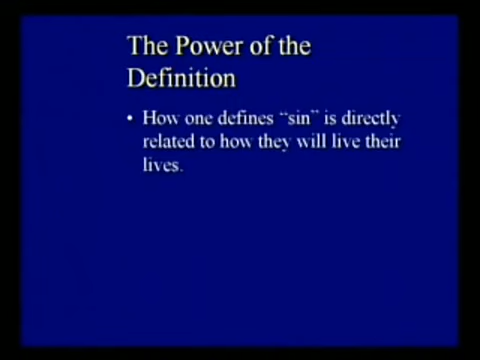 The Power of the
Definition
• How one defines “sin” is directly
related to how they will live their
lives.